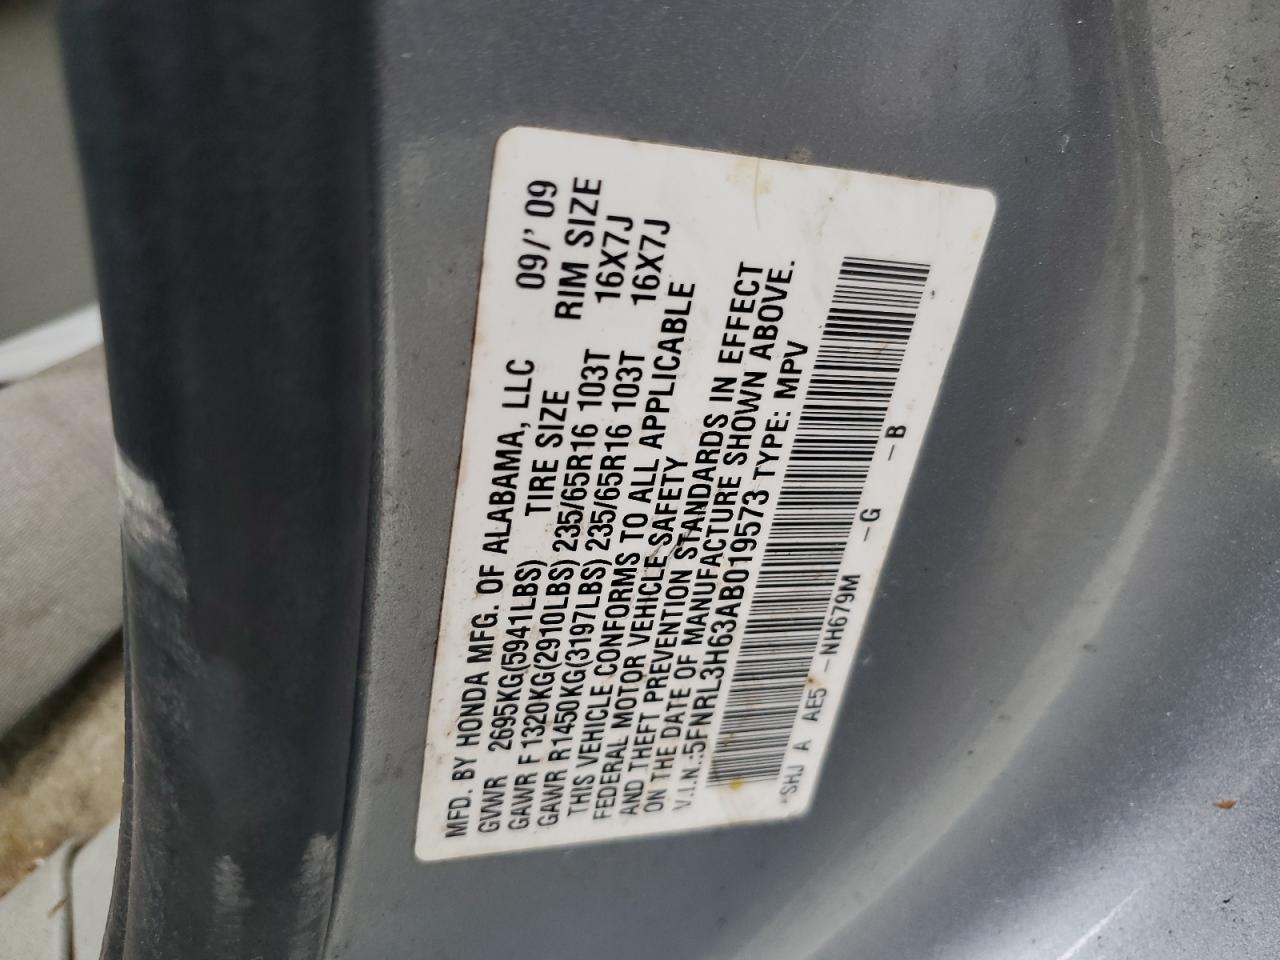 MFD. BY HONDA MFG. OF ALABAMA, LLC 09/' 09
GVWR 2695KG(5941LBS) TIRE SIZE RIM SIZE
GAWR F 1320KG(2910LBS) 235/65R16 103T 16X7J
GAWR R1450KG(3197LBS) 235/65R16 103T 16X7J
THIS VEHICLE CONFORMS TO ALL APPLICABLE
FEDERAL MOTOR VEHICLE SAFETY
AND THEFT PREVENTION STANDARDS IN EFFECT
ON THE DATE OF MANUFACTURE SHOWN ABOVE.
V.I.N.:5FNRL3H63AB019573 TYPE: MPV
*SHJ A AE5 -NH679M -G -B